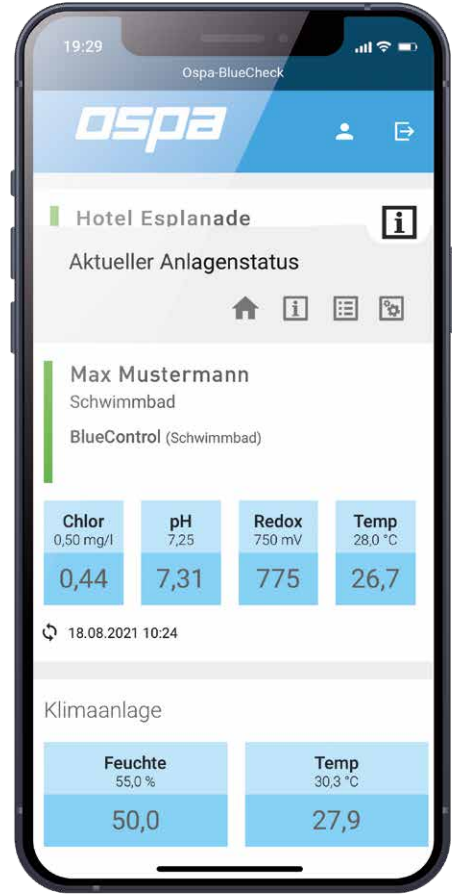 19:29
Ospa-BlueCheck
ospa
Hotel Esplanade
Aktueller Anlagenstatus
Max Mustermann
Schwimmbad
BlueControl (Schwimmbad)
Chlor pH Redox Temp
0,50 mg/l 7,25 750 mV 28,0 °C
0,44 7,31 775 26,7
18.08.2021 10:24
Klimaanlage
Feuchte Temp
55,0 % 30,3 °C
50,0 27,9